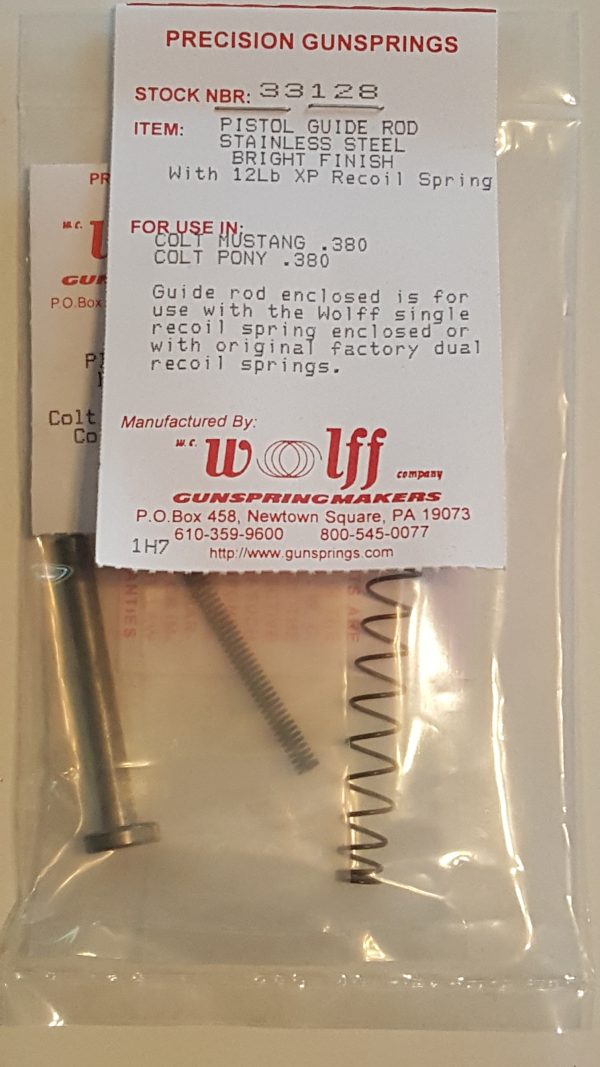 PRECISION GUNSPRINGS
STOCK NBR: 33128
ITEM: PISTOL GUIDE ROD
STAINLESS STEEL
BRIGHT FINISH
With 12Lb XP Recoil Spring
FOR USE IN:
COLT MUSTANG .380
COLT PONY .380
Guide rod enclosed is for
use with the Wolff single
recoil spring enclosed or
with original factory dual
recoil springs.
Manufactured By:
W.C. Wolff company
GUNSPRINGMAKERS
P.O.Box 458, Newtown Square, PA 19073
610-359-9600 800-545-0077
1H7 http://www.gunsprings.com
PR
W.C.
GUN
P.O.Box
Colt
Co